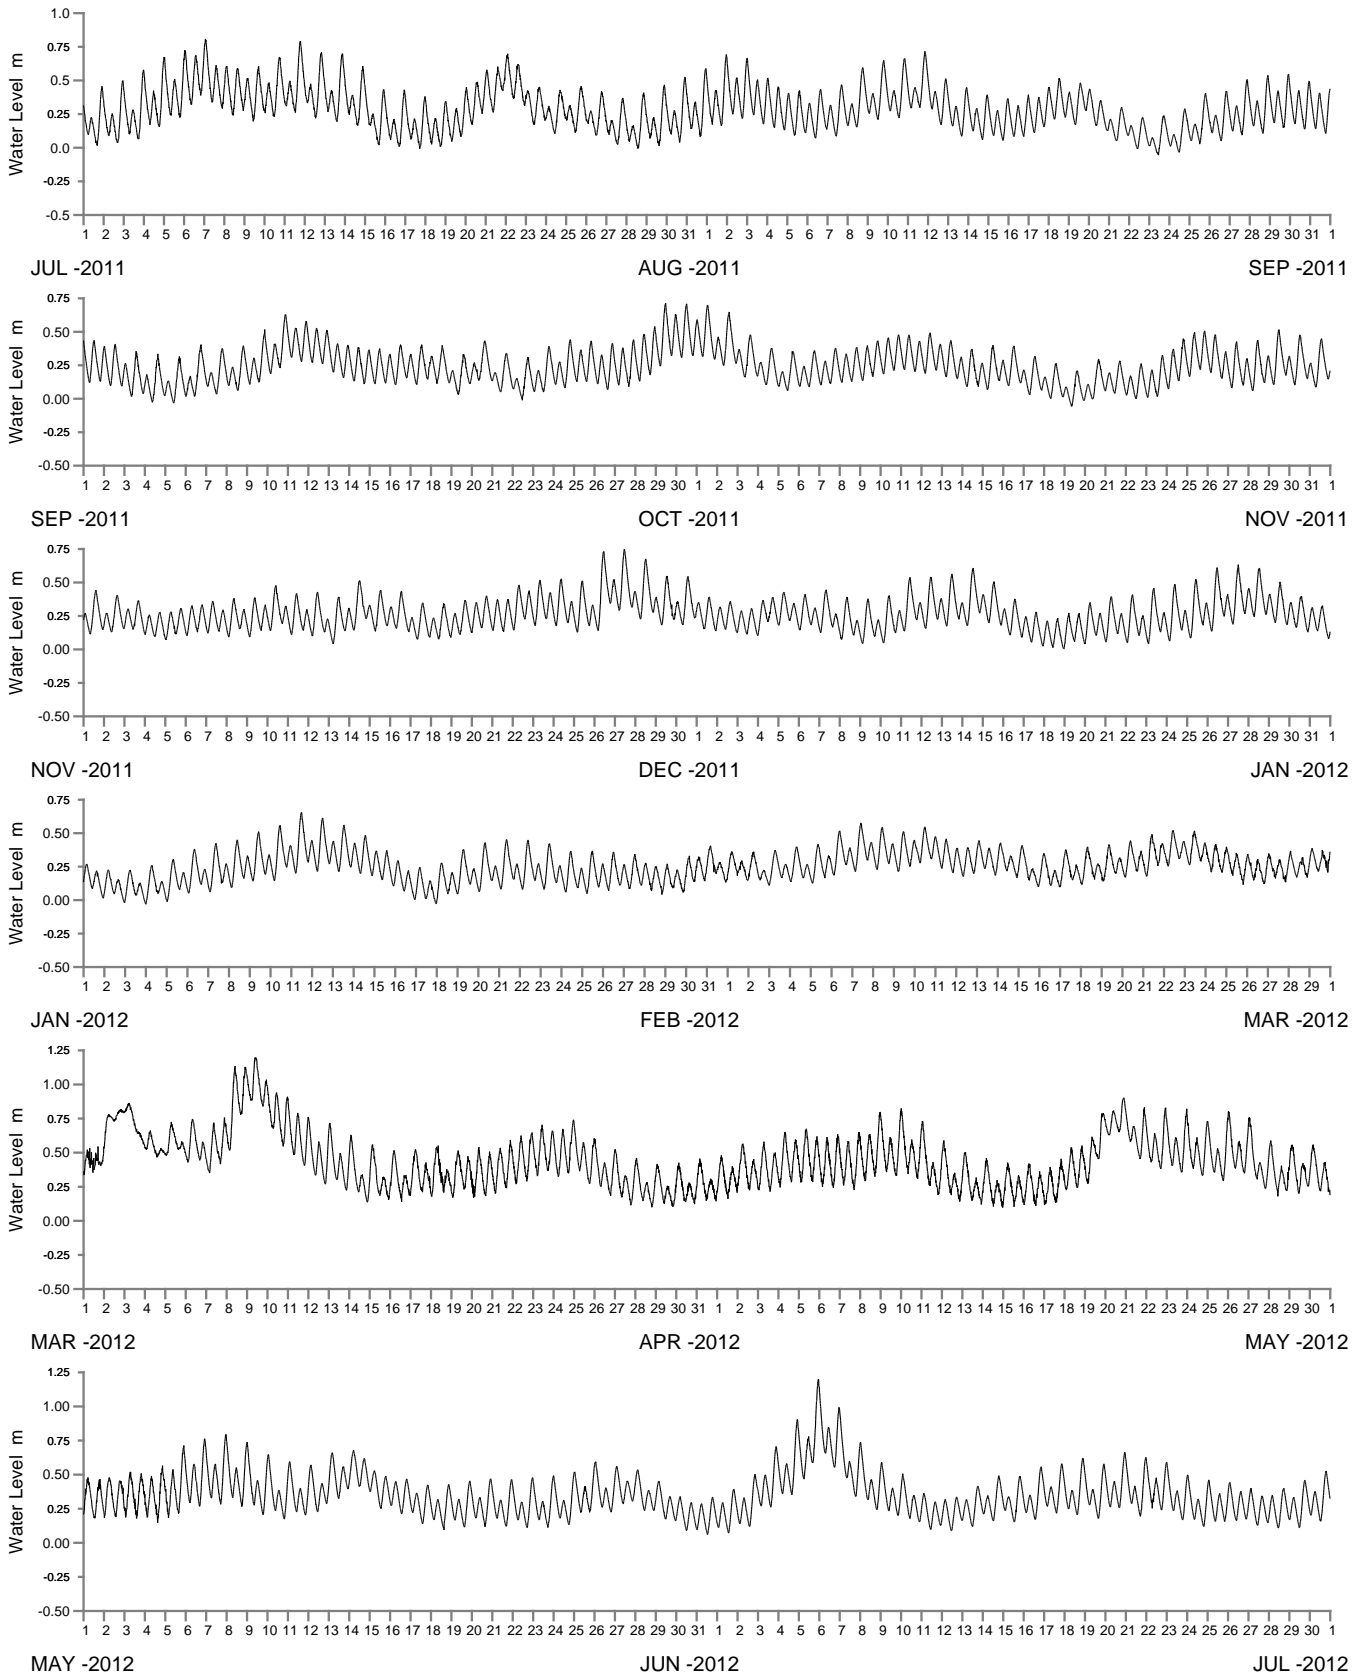 1.0
0.75
0.5
0.25
0.0
-0.25
-0.5
Water Level m
1 2 3 4 5 6 7 8 9 10 11 12 13 14 15 16 17 18 19 20 21 22 23 24 25 26 27 28 29 30 31 1 2 3 4 5 6 7 8 9 10 11 12 13 14 15 16 17 18 19 20 21 22 23 24 25 26 27 28 29 30 31 1
JUL -2011 AUG -2011 SEP -2011
0.75
0.50
0.25
0.00
-0.25
-0.50
Water Level m
1 2 3 4 5 6 7 8 9 10 11 12 13 14 15 16 17 18 19 20 21 22 23 24 25 26 27 28 29 30 1 2 3 4 5 6 7 8 9 10 11 12 13 14 15 16 17 18 19 20 21 22 23 24 25 26 27 28 29 30 31 1
SEP -2011 OCT -2011 NOV -2011
0.75
0.50
0.25
0.00
-0.25
-0.50
Water Level m
1 2 3 4 5 6 7 8 9 10 11 12 13 14 15 16 17 18 19 20 21 22 23 24 25 26 27 28 29 30 1 2 3 4 5 6 7 8 9 10 11 12 13 14 15 16 17 18 19 20 21 22 23 24 25 26 27 28 29 30 31 1
NOV -2011 DEC -2011 JAN -2012
0.75
0.50
0.25
0.00
-0.25
-0.50
Water Level m
1 2 3 4 5 6 7 8 9 10 11 12 13 14 15 16 17 18 19 20 21 22 23 24 25 26 27 28 29 30 31 1 2 3 4 5 6 7 8 9 10 11 12 13 14 15 16 17 18 19 20 21 22 23 24 25 26 27 28 29 1
JAN -2012 FEB -2012 MAR -2012
1.25
1.00
0.75
0.50
0.25
0.00
-0.25
-0.50
Water Level m
1 2 3 4 5 6 7 8 9 10 11 12 13 14 15 16 17 18 19 20 21 22 23 24 25 26 27 28 29 30 31 1 2 3 4 5 6 7 8 9 10 11 12 13 14 15 16 17 18 19 20 21 22 23 24 25 26 27 28 29 30 1
MAR -2012 APR -2012 MAY -2012
1.25
1.00
0.75
0.50
0.25
0.00
-0.25
-0.50
Water Level m
1 2 3 4 5 6 7 8 9 10 11 12 13 14 15 16 17 18 19 20 21 22 23 24 25 26 27 28 29 30 31 1 2 3 4 5 6 7 8 9 10 11 12 13 14 15 16 17 18 19 20 21 22 23 24 25 26 27 28 29 30 1
MAY -2012 JUN -2012 JUL -2012